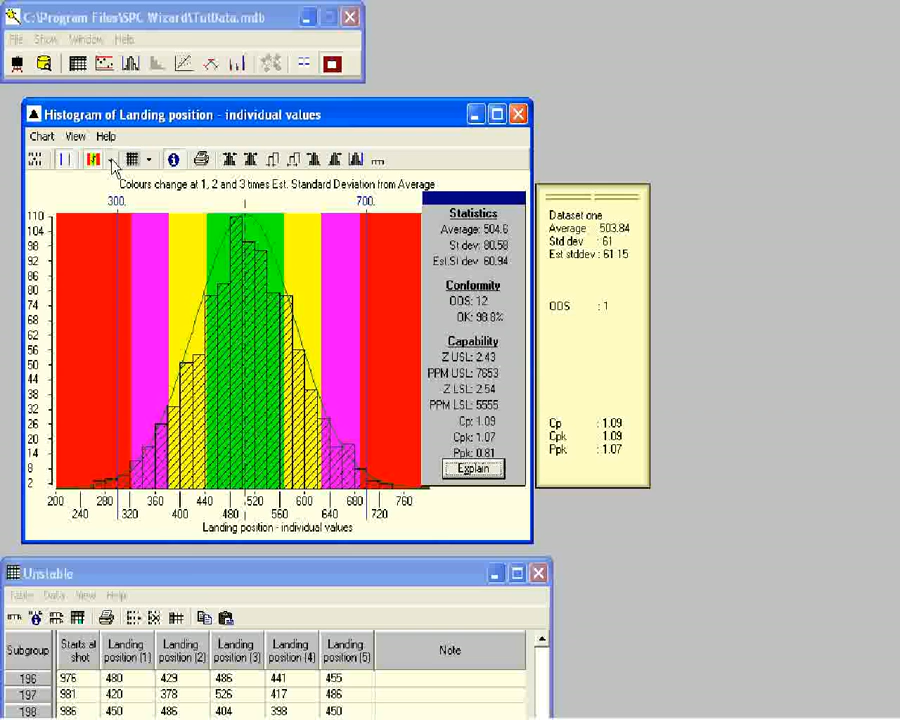 C:\Program Files\SPC Wizard\TutData.mdb
File Show Window Help
Histogram of Landing position - individual values
Chart View Help
Colours change at 1, 2 and 3 times Est. Standard Deviation from Average
300. 700.
110
104
98
92
86
80
74
68
62
56
50
44
38
32
26
20
14
8
2
200 280 360 440 520 600 680 760
240 320 400 480 560 640 720
Landing position - individual values
Statistics
Average: 504.6
St dev: 80.58
Est.St dev: 60.94
Conformity
OOS: 12
OK: 98.8%
Capability
Z USL: 2.43
PPM USL: 7653
Z LSL: 2.54
PPM LSL: 5555
Cp: 1.09
Cpk: 1.07
Ppk: 0.81
Explain
Dataset one
Average 503.84
Std dev : 61
Est stddev : 61.15
OOS : 1
Cp : 1.09
Cpk : 1.09
Ppk : 1.07
Unstable
Table Data View Help
Subgroup Starts at shot Landing position (1) Landing position (2) Landing position (3) Landing position (4) Landing position (5) Note
196 976 480 429 486 441 455
197 981 420 378 526 417 486
198 986 450 486 404 398 450